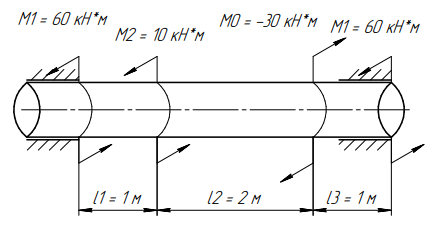 M1 = 60 кН*м
M2 = 10 кН*м
M0 = -30 кН*м
M1 = 60 кН*м
l1 = 1 м
l2 = 2 м
l3 = 1 м